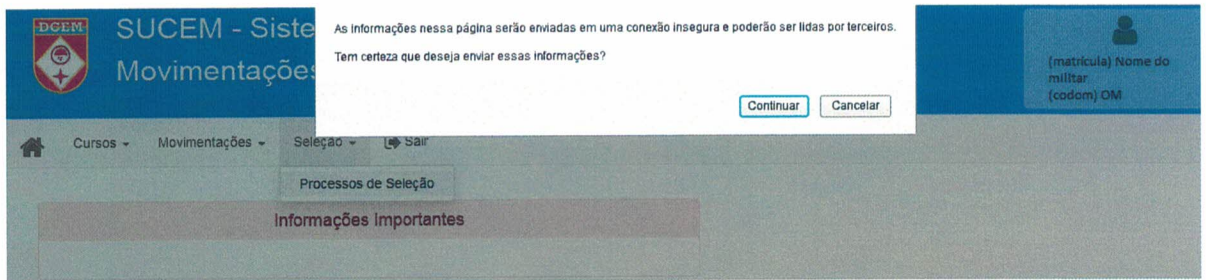 DGEM
SUCEM - Siste
Movimentações
As informações nessa página serão enviadas em uma conexão insegura e poderão ser lidas por terceiros.
Tem certeza que deseja enviar essas informações?
Continuar Cancelar
(matrícula) Nome do
militar
(codom) OM
Cursos Movimentações Seleção Sair
Processos de Seleção
Informações Importantes